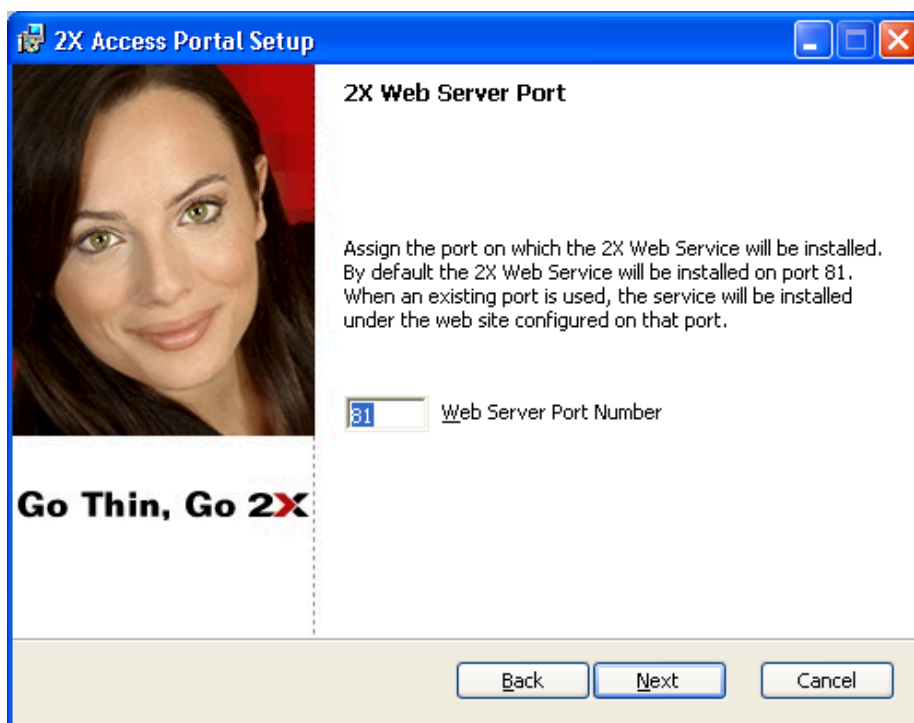 2X Access Portal Setup
2X Web Server Port
Assign the port on which the 2X Web Service will be installed.
By default the 2X Web Service will be installed on port 81.
When an existing port is used, the service will be installed
under the web site configured on that port.
81 Web Server Port Number
Go Thin, Go 2X
Back Next Cancel